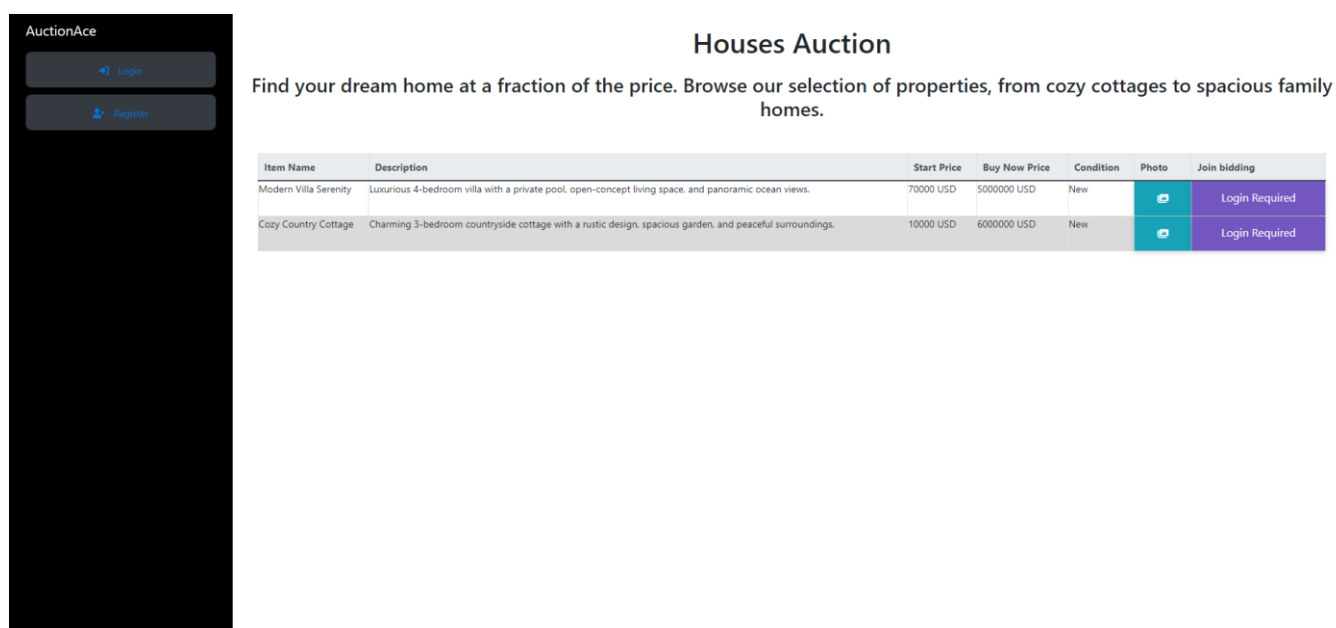 AuctionAce
Login
Register
Houses Auction
Find your dream home at a fraction of the price. Browse our selection of properties, from cozy cottages to spacious family
homes.
Item Name Description Start Price Buy Now Price Condition Photo Join bidding
Modern Villa Serenity Luxurious 4-bedroom villa with a private pool, open-concept living space, and panoramic ocean views. 70000 USD 5000000 USD New Login Required
Cozy Country Cottage Charming 3-bedroom countryside cottage with a rustic design, spacious garden, and peaceful surroundings. 10000 USD 6000000 USD New Login Required